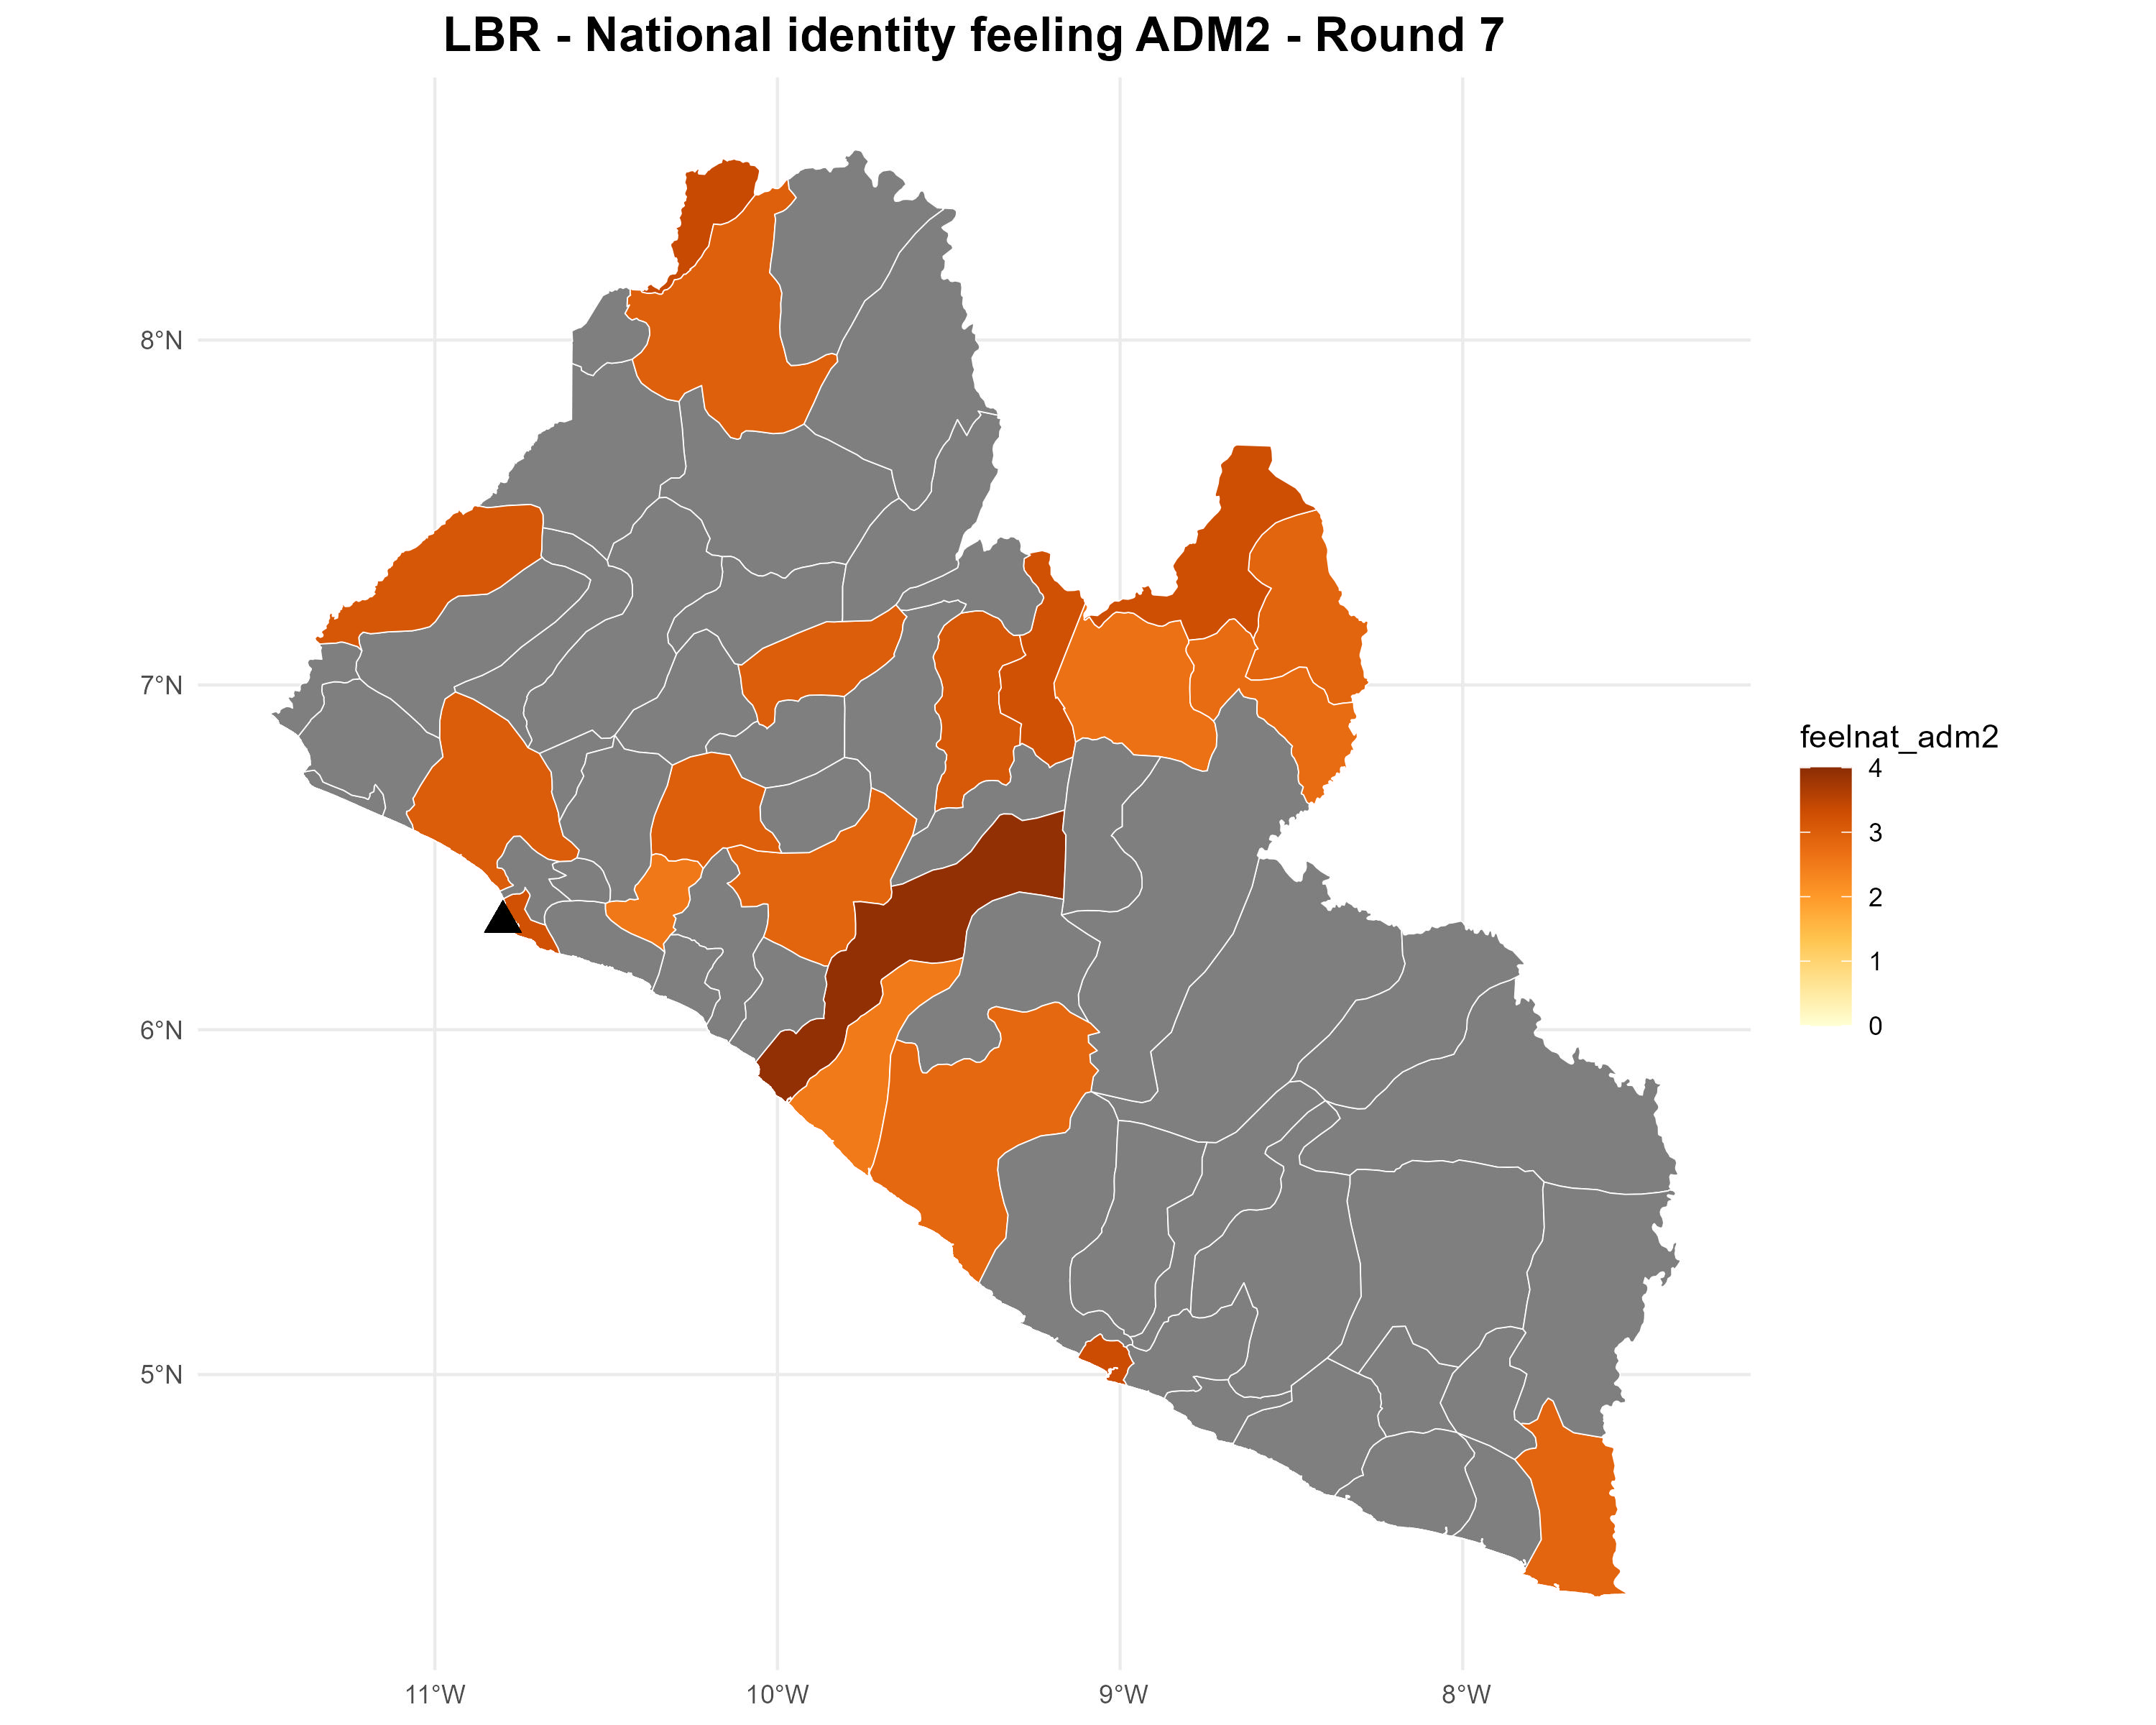 LBR - National identity feeling ADM2 - Round 7
8°N
7°N
6°N
5°N
11°W
10°W
9°W
8°W
feelnat_adm2
4
3
2
1
0